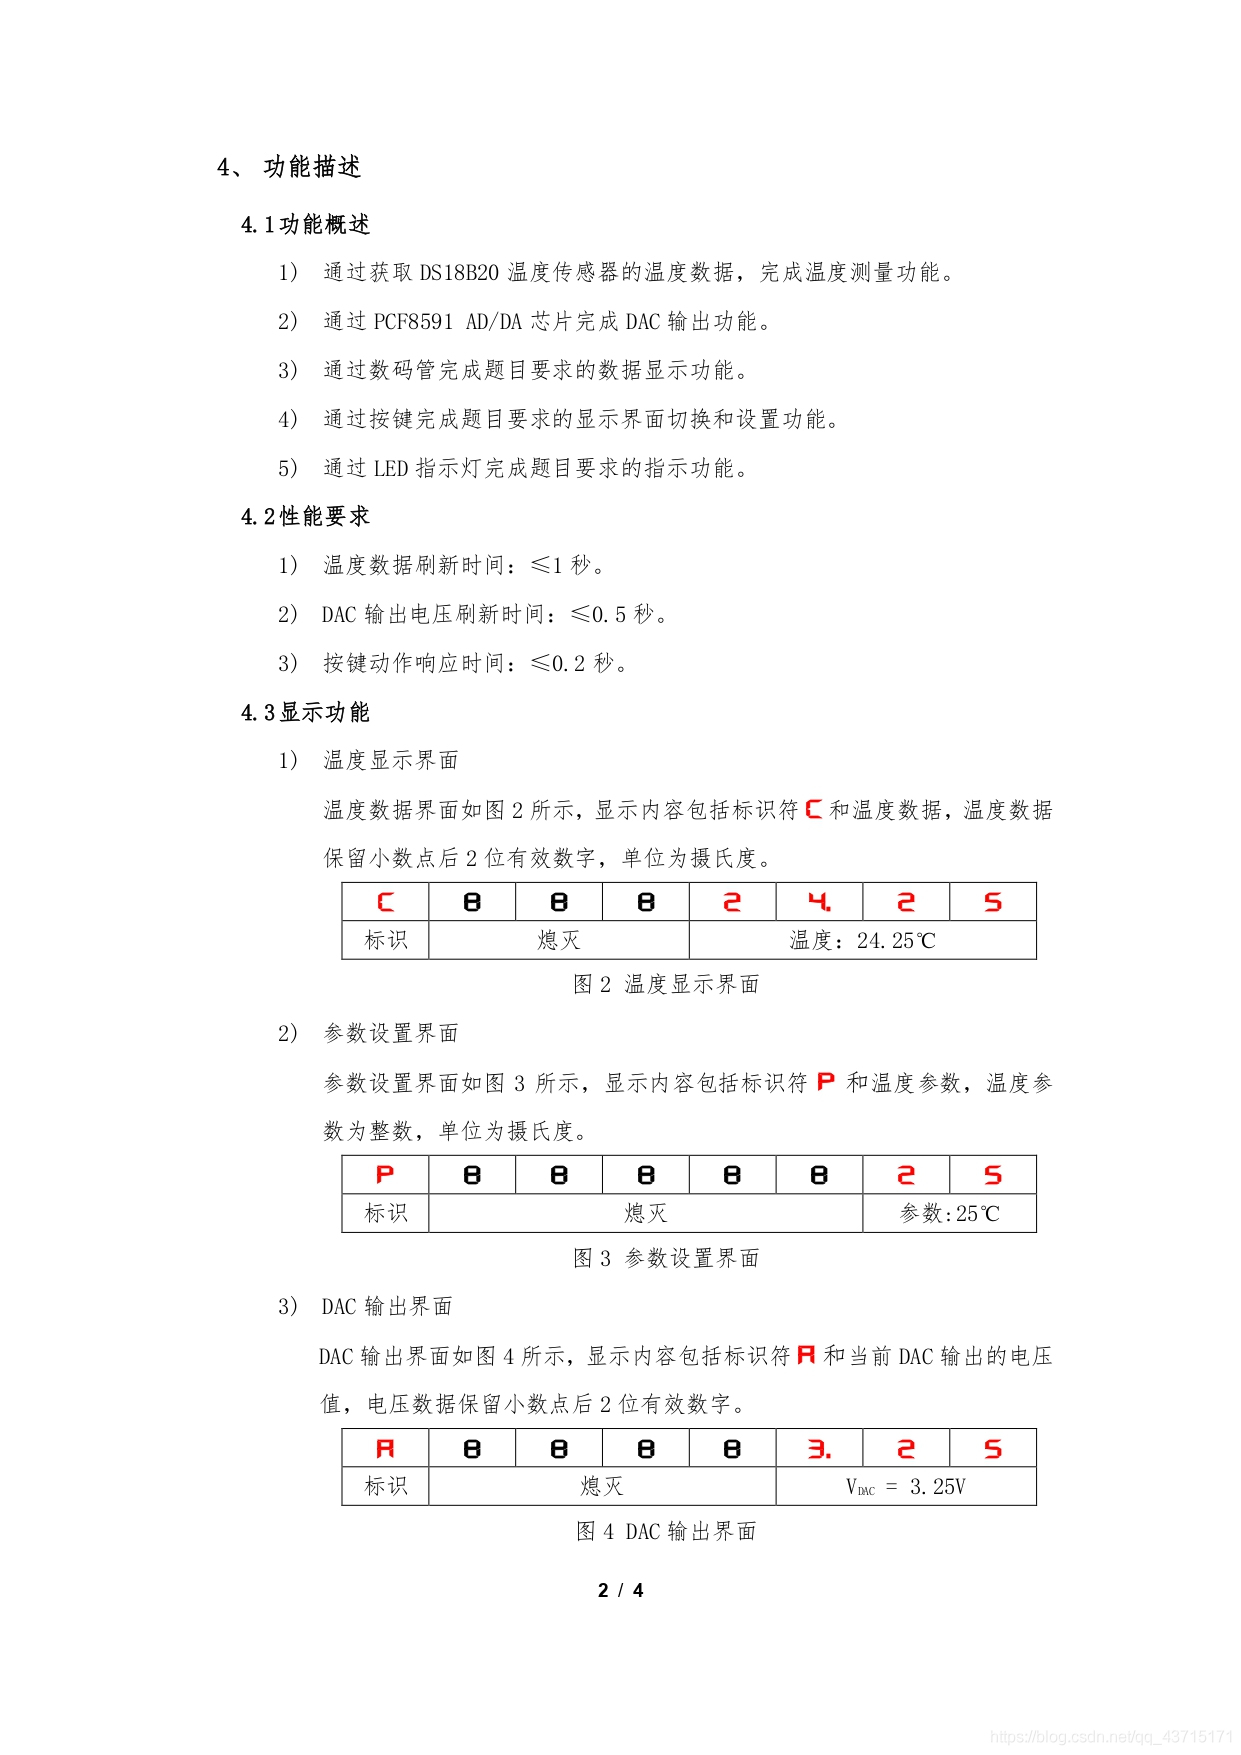 4、 功能描述
4.1功能概述
1) 通过获取 DS18B20 温度传感器的温度数据，完成温度测量功能。
2) 通过 PCF8591 AD/DA 芯片完成 DAC 输出功能。
3) 通过数码管完成题目要求的数据显示功能。
4) 通过按键完成题目要求的显示界面切换和设置功能。
5) 通过 LED 指示灯完成题目要求的指示功能。
4.2性能要求
1) 温度数据刷新时间：≤1 秒。
2) DAC 输出电压刷新时间：≤0.5 秒。
3) 按键动作响应时间：≤0.2 秒。
4.3显示功能
1) 温度显示界面
温度数据界面如图 2 所示，显示内容包括标识符 C 和温度数据，温度数据
保留小数点后 2 位有效数字，单位为摄氏度。
C 8 8 8 2 4. 2 5
标识 熄灭 温度：24.25℃
图 2 温度显示界面
2) 参数设置界面
参数设置界面如图 3 所示，显示内容包括标识符 P 和温度参数，温度参
数为整数，单位为摄氏度。
P 8 8 8 8 8 2 5
标识 熄灭 参数:25℃
图 3 参数设置界面
3) DAC 输出界面
DAC 输出界面如图 4 所示，显示内容包括标识符 A 和当前 DAC 输出的电压
值，电压数据保留小数点后 2 位有效数字。
A 8 8 8 8 3. 2 5
标识 熄灭 VDAC = 3.25V
图 4 DAC 输出界面
2 / 4
https://blog.csdn.net/qq_43715171